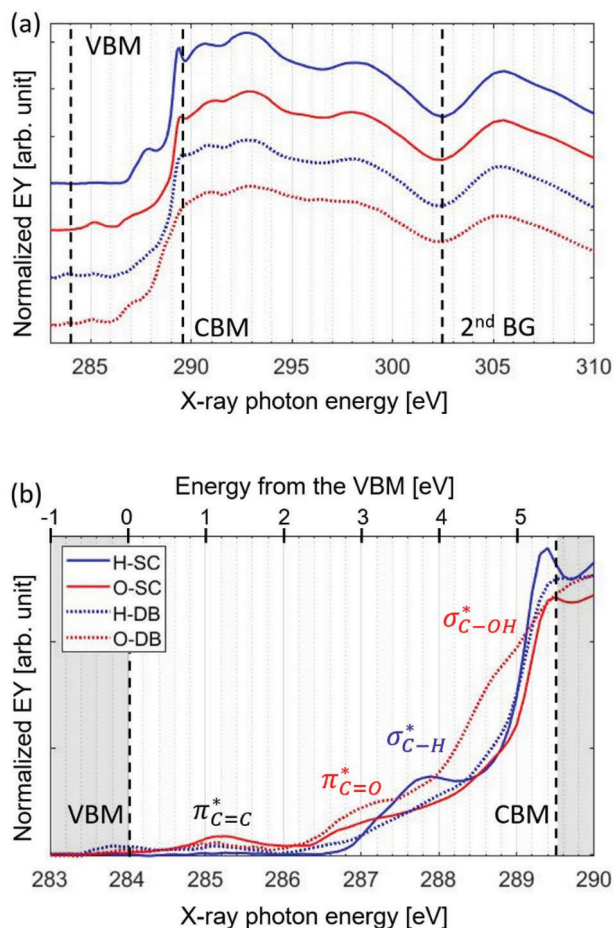 (a)
VBM
Normalized EY [arb. unit]
CBM
2nd BG
285 290 295 300 305 310
X-ray photon energy [eV]
(b)
Energy from the VBM [eV]
-1 0 1 2 3 4 5
H-SC
O-SC
H-DB
O-DB
Normalized EY [arb. unit]
σ*C−OH
σ*C−H
π*C=O
π*C=C
VBM
CBM
283 284 285 286 287 288 289 290
X-ray photon energy [eV]